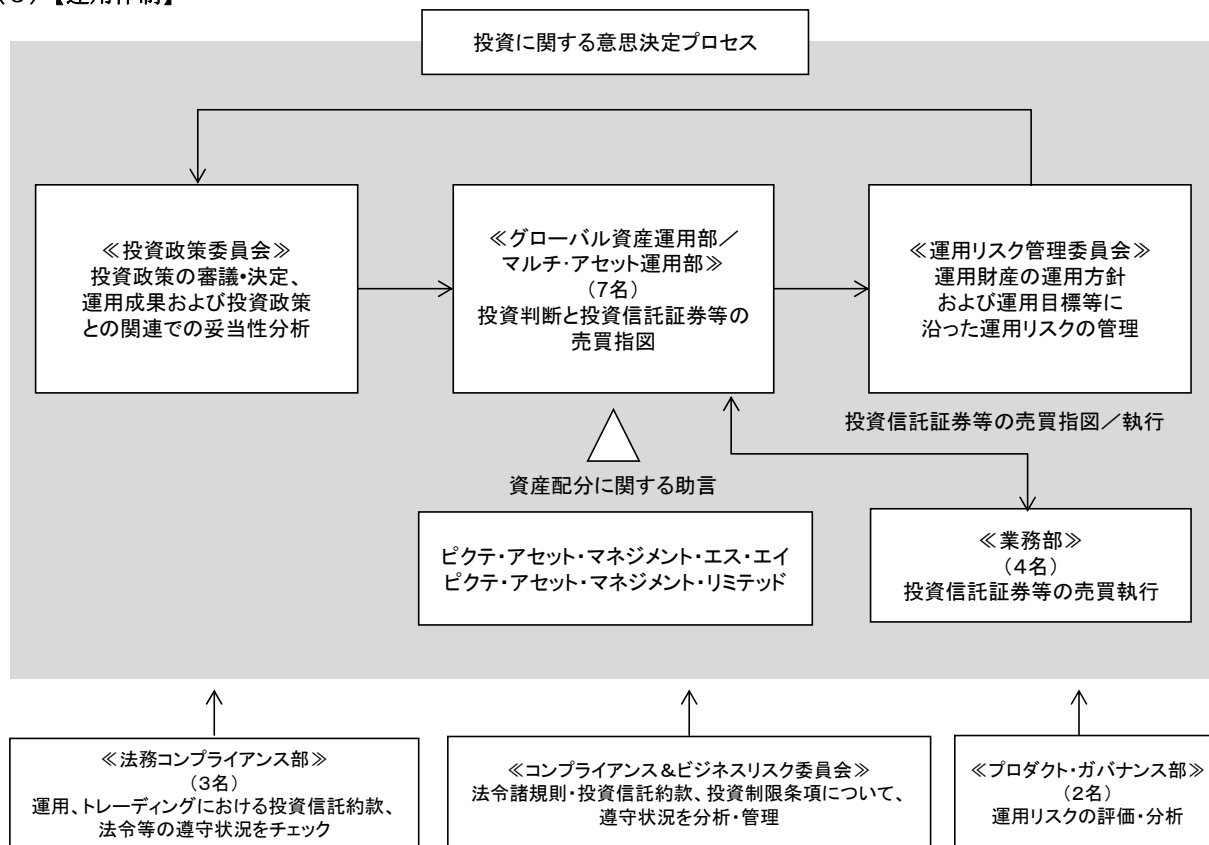 (3)【運用体制】
投資に関する意思決定プロセス
≪投資政策委員会≫
投資政策の審議・決定、
運用成果および投資政策
との関連での妥当性分析
≪グローバル資産運用部／
マルチ・アセット運用部≫
(7名)
投資判断と投資信託証券等の
売買指図
≪運用リスク管理委員会≫
運用財産の運用方針
および運用目標等に
沿った運用リスクの管理
投資信託証券等の売買指図／執行
資産配分に関する助言
ピクテ・アセット・マネジメント・エス・エイ
ピクテ・アセット・マネジメント・リミテッド
≪業務部≫
(4名)
投資信託証券等の売買執行
≪法務コンプライアンス部≫
(3名)
運用、トレーディングにおける投資信託約款、
法令等の遵守状況をチェック
≪コンプライアンス＆ビジネスリスク委員会≫
法令諸規則・投資信託約款、投資制限条項について、
遵守状況を分析・管理
≪プロダクト・ガバナンス部≫
(2名)
運用リスクの評価・分析